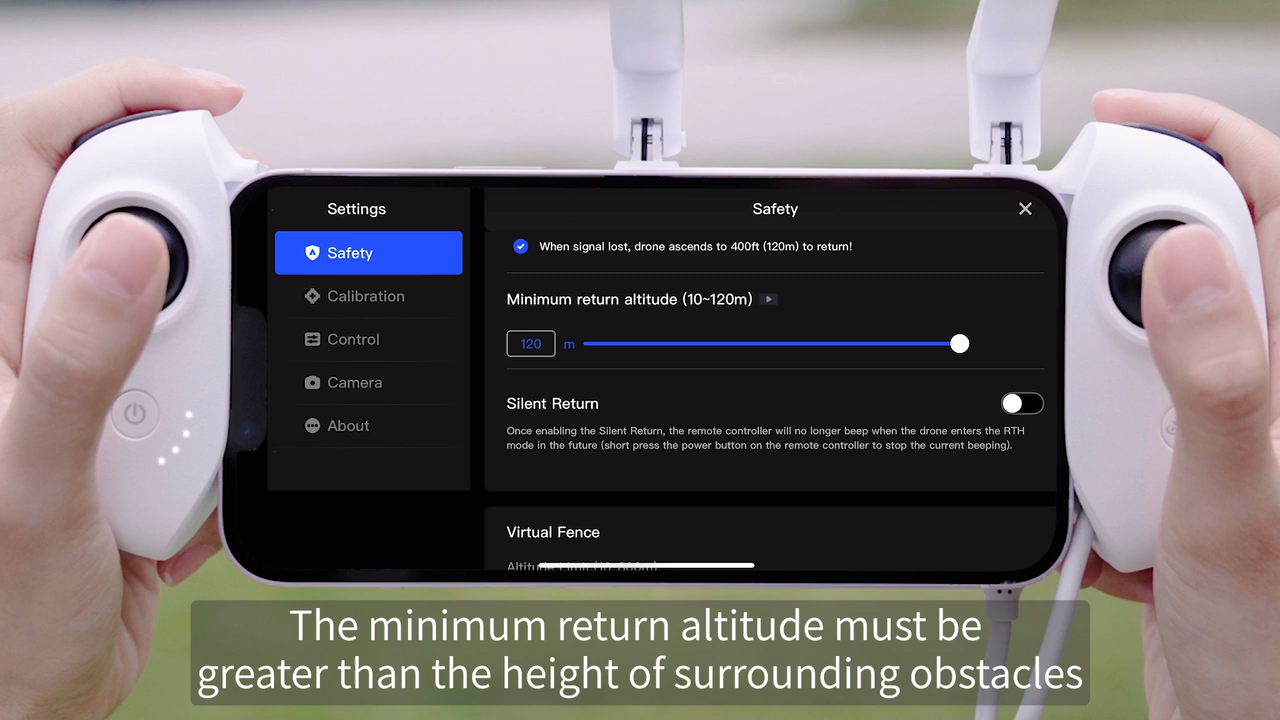 Settings
Safety
Calibration
Control
Camera
About
Safety
When signal lost, drone ascends to 400ft (120m) to return!
Minimum return altitude (10~120m)
120 m
Silent Return
Once enabling the Silent Return, the remote controller will no longer beep when the drone enters the RTH
mode in the future (short press the power button on the remote controller to stop the current beeping).
Virtual Fence
The minimum return altitude must be
greater than the height of surrounding obstacles